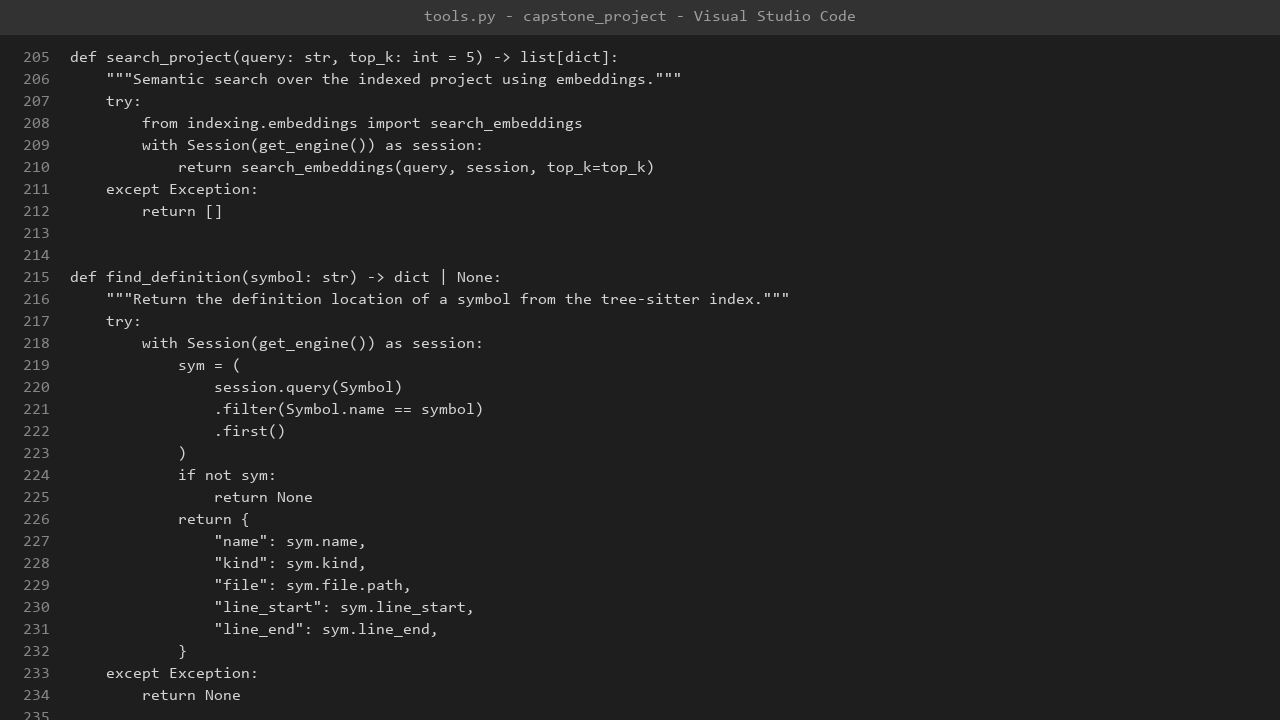 tools.py - capstone_project - Visual Studio Code
205 def search_project(query: str, top_k: int = 5) -> list[dict]:
206     """Semantic search over the indexed project using embeddings."""
207     try:
208         from indexing.embeddings import search_embeddings
209         with Session(get_engine()) as session:
210             return search_embeddings(query, session, top_k=top_k)
211     except Exception:
212         return []
213
214
215 def find_definition(symbol: str) -> dict | None:
216     """Return the definition location of a symbol from the tree-sitter index."""
217     try:
218         with Session(get_engine()) as session:
219             sym = (
220                 session.query(Symbol)
221                 .filter(Symbol.name == symbol)
222                 .first()
223             )
224             if not sym:
225                 return None
226             return {
227                 "name": sym.name,
228                 "kind": sym.kind,
229                 "file": sym.file.path,
230                 "line_start": sym.line_start,
231                 "line_end": sym.line_end,
232             }
233     except Exception:
234         return None
235